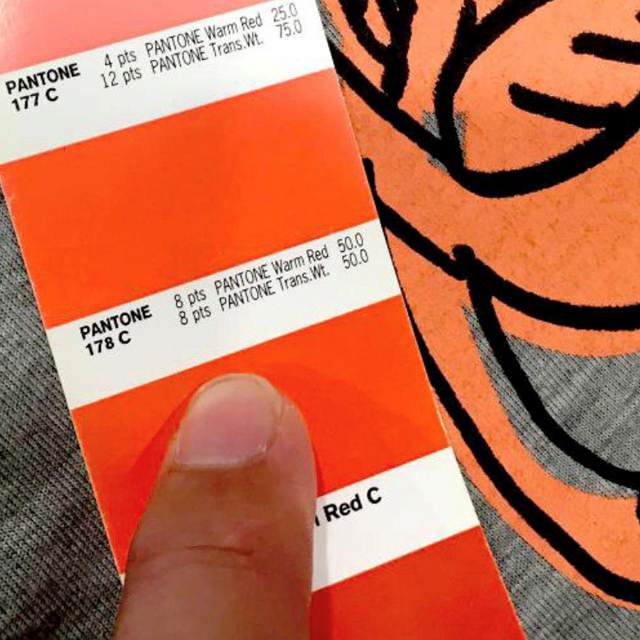 PANTONE
177 C
4 pts PANTONE Warm Red 25.0
12 pts PANTONE Trans.Wt. 75.0
PANTONE
178 C
8 pts PANTONE Warm Red 50.0
8 pts PANTONE Trans.Wt. 50.0
Red C